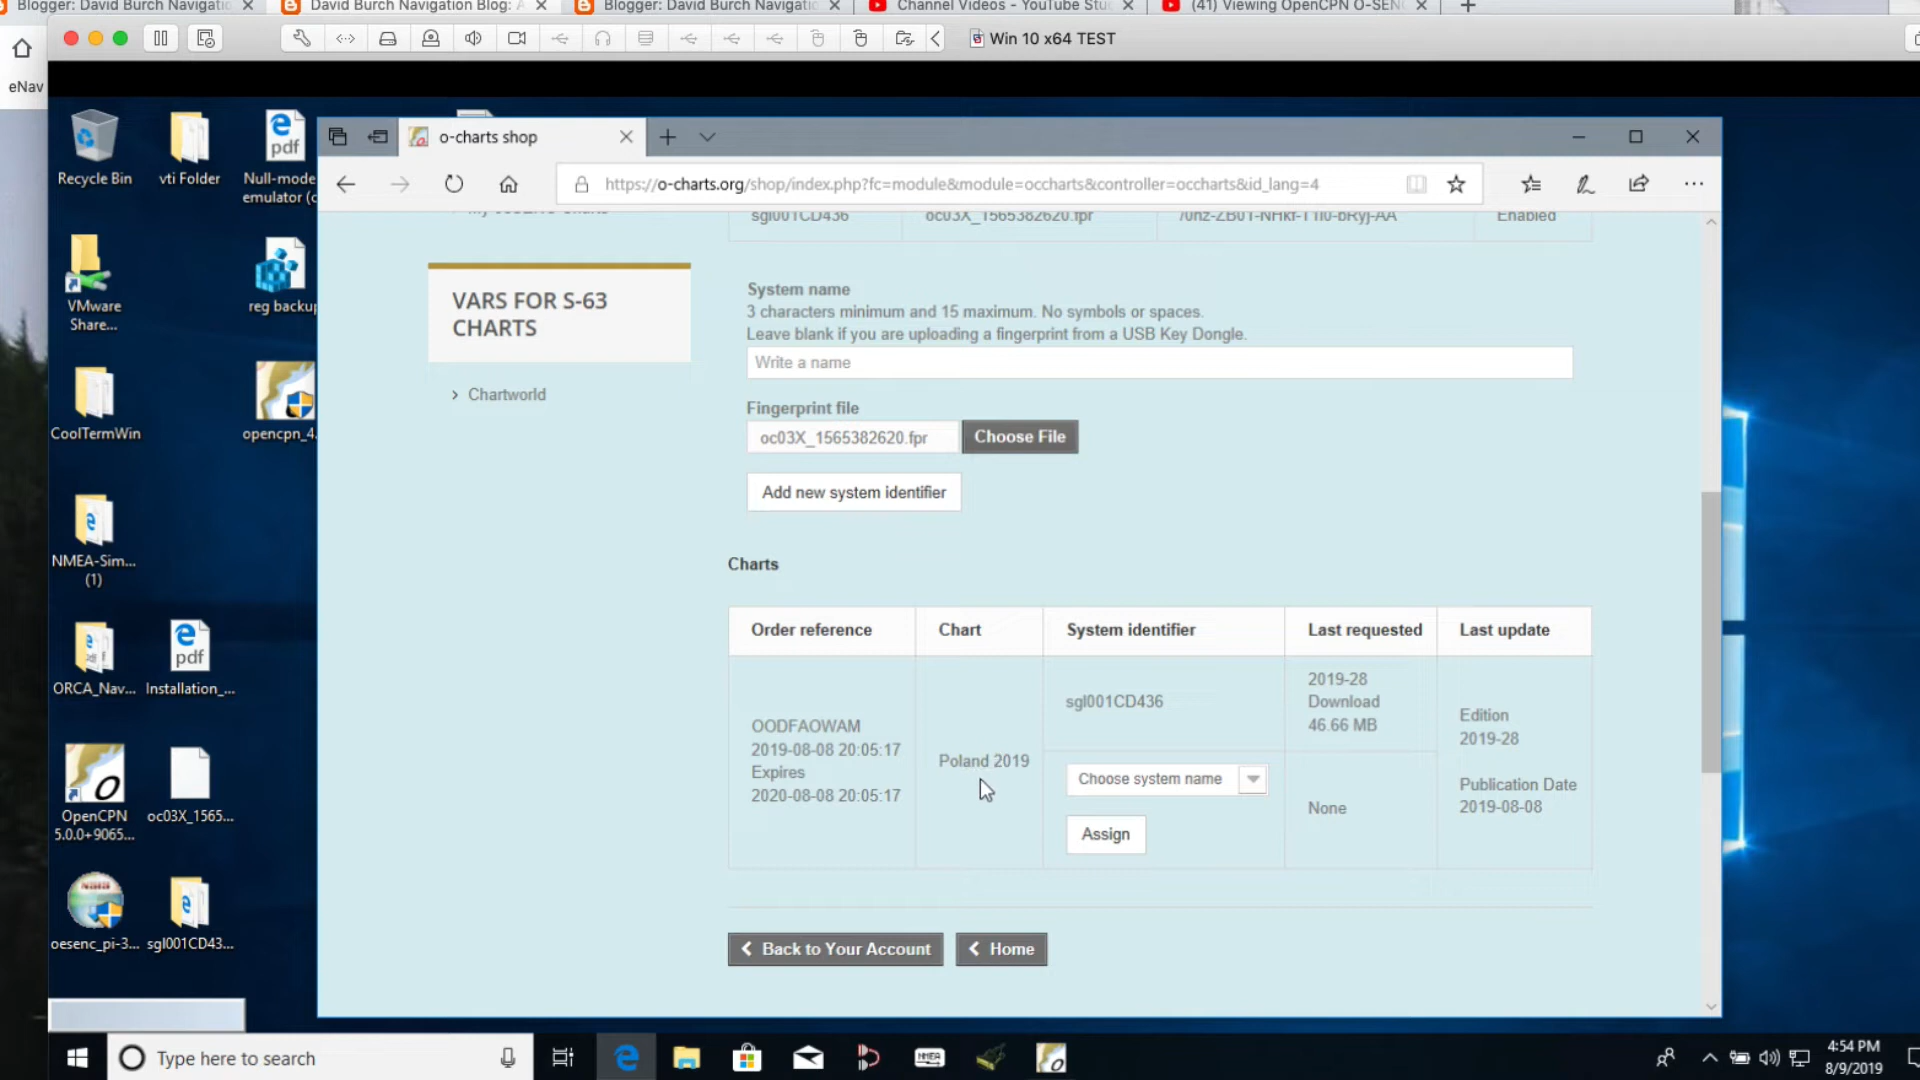 Blogger: David Burch Navigatio
David Burch Navigation Blog: A
Blogger: David Burch Navigatio
Channel Videos - YouTube Stu
(41) Viewing OpenCPN O-SEN
Win 10 x64 TEST
eNav
Recycle Bin
vti Folder
pdf
Null-mode
emulator (c
VMware
Share...
reg backup
CoolTermWin
opencpn_4.
NMEA-Sim...
(1)
ORCA_Nav...
pdf
Installation_...
OpenCPN
5.0.0+9065...
oc03X_1565...
oesenc_pi-3...
sgl001CD43...
o-charts shop
https://o-charts.org/shop/index.php?fc=module&module=occharts&controller=occharts&id_lang=4
sgl001CD436
oc03X_1565382620.fpr
Enabled
VARS FOR S-63
CHARTS
Chartworld
System name
3 characters minimum and 15 maximum. No symbols or spaces.
Leave blank if you are uploading a fingerprint from a USB Key Dongle.
Write a name
Fingerprint file
oc03X_1565382620.fpr
Choose File
Add new system identifier
Charts
Order reference
Chart
System identifier
Last requested
Last update
OODFAOWAM
2019-08-08 20:05:17
Expires
2020-08-08 20:05:17
Poland 2019
sgl001CD436
2019-28
Download
46.66 MB
Choose system name
Assign
None
Edition
2019-28
Publication Date
2019-08-08
Back to Your Account
Home
Type here to search
NMEA
4:54 PM
8/9/2019